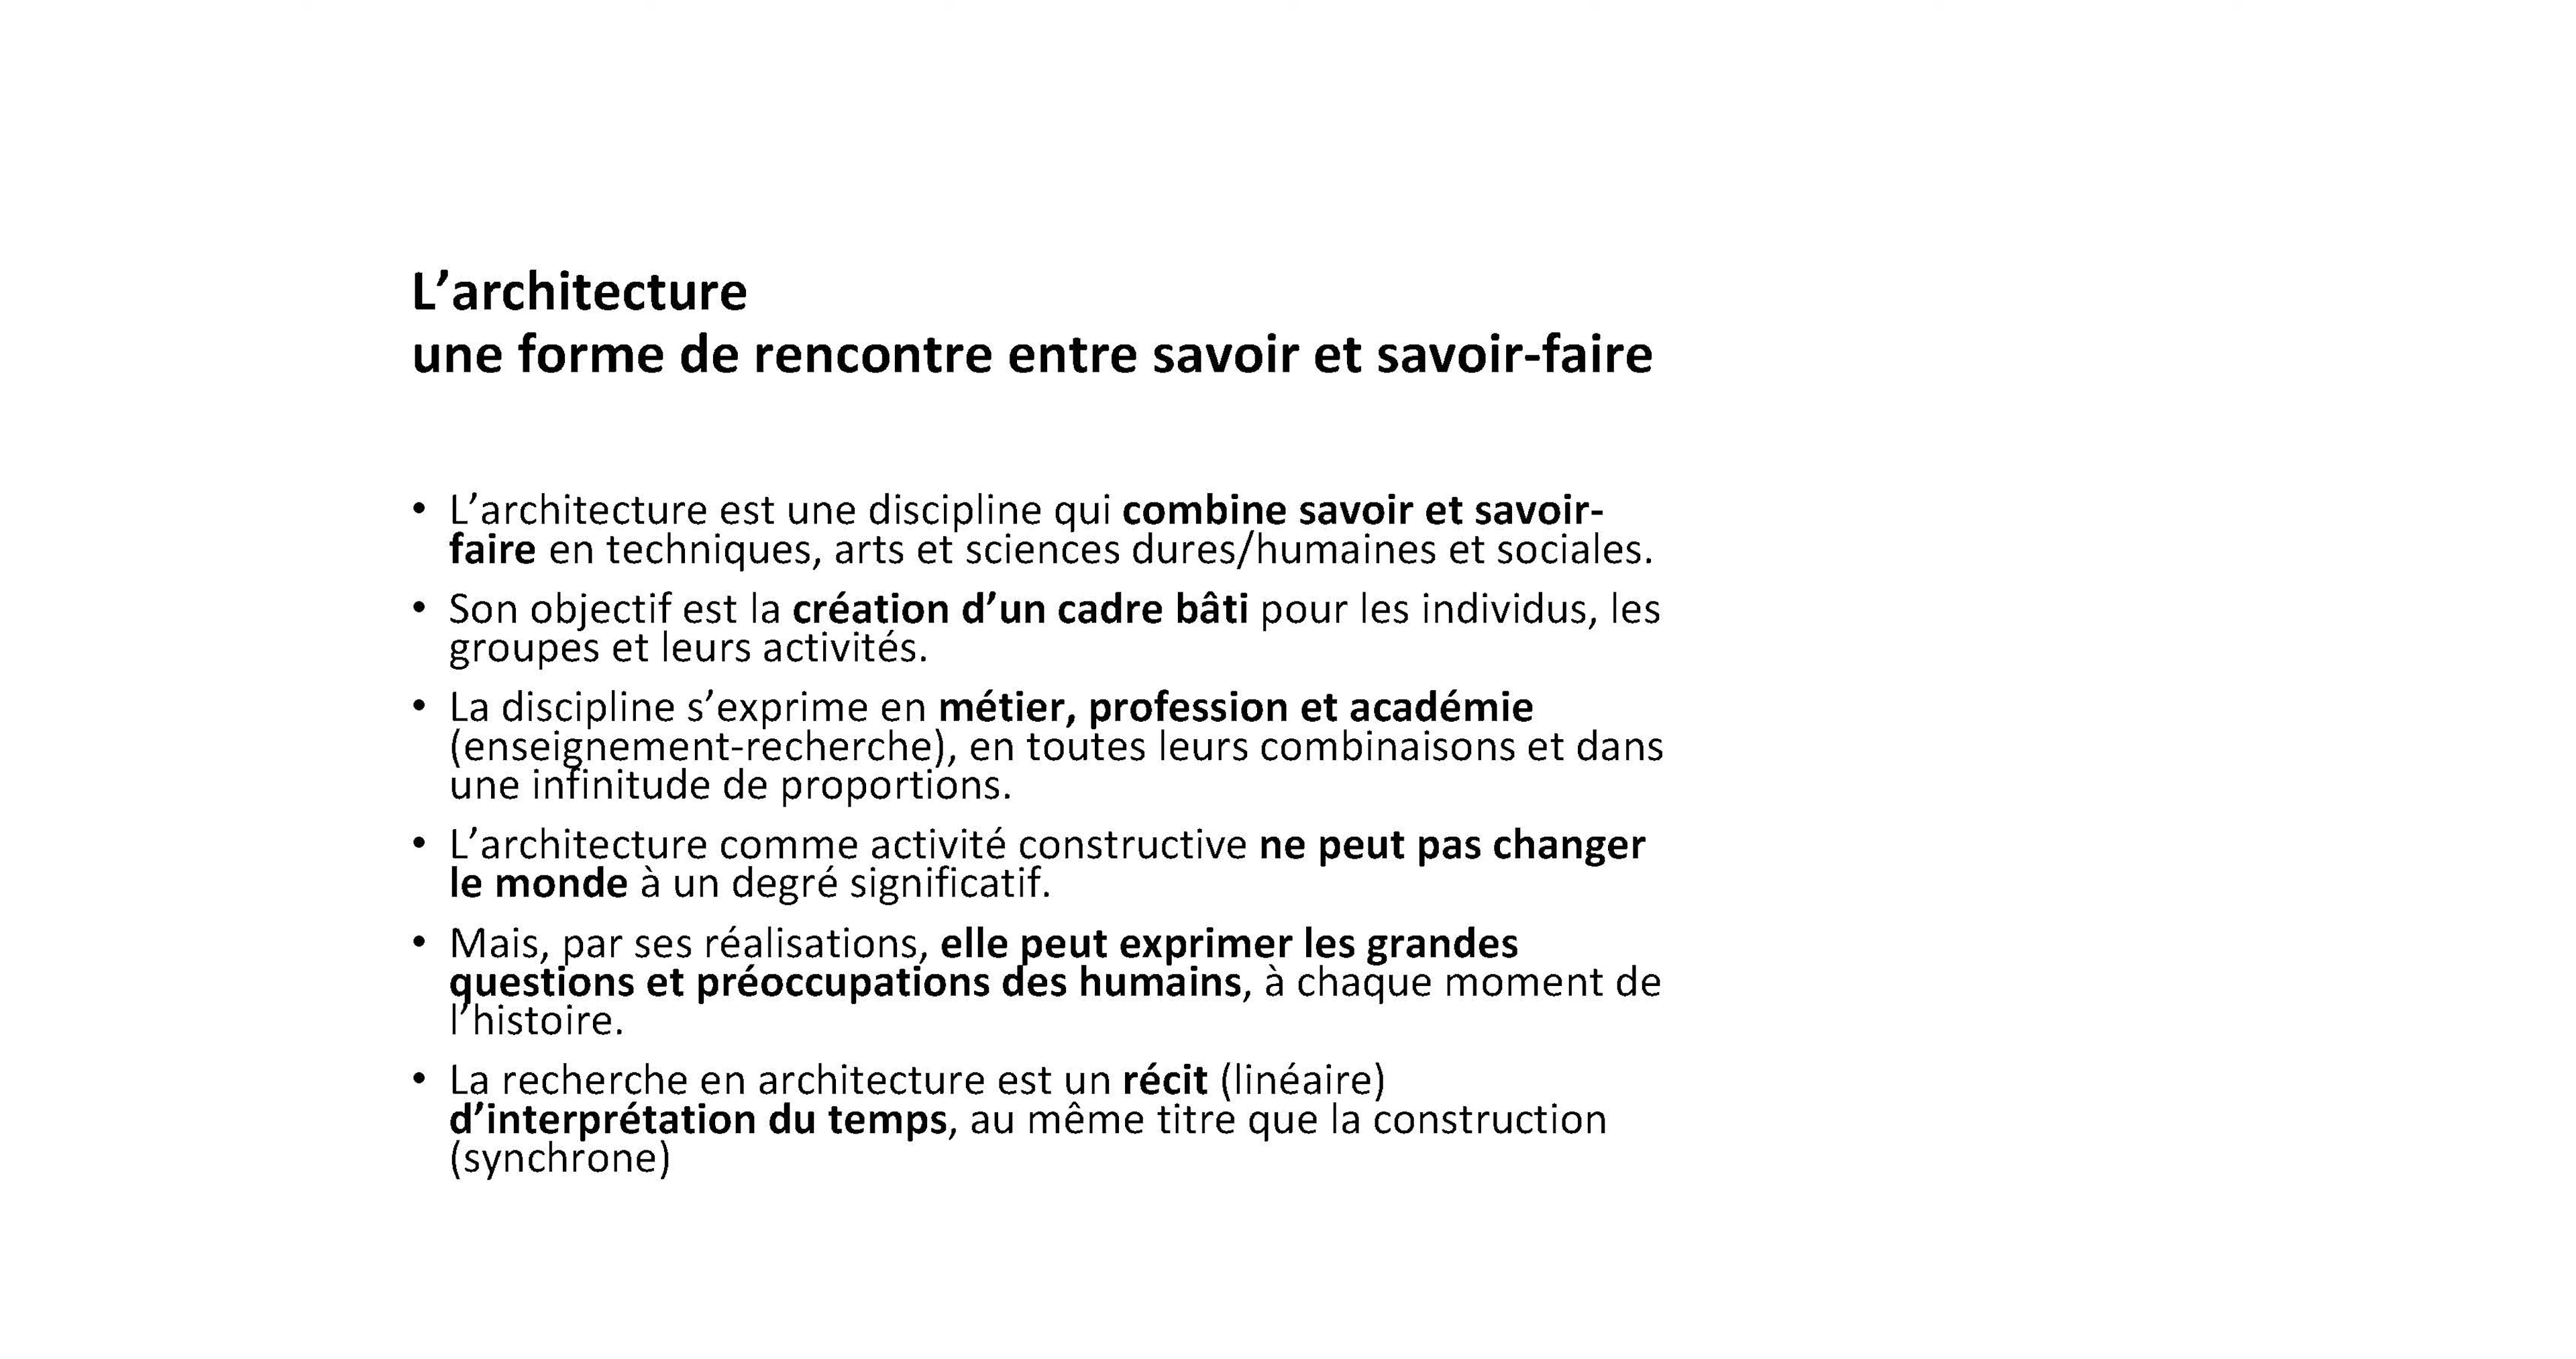 L’architecture
une forme de rencontre entre savoir et savoir-faire
• L’architecture est une discipline qui combine savoir et savoir-
faire en techniques, arts et sciences dures/humaines et sociales.
• Son objectif est la création d’un cadre bâti pour les individus, les
groupes et leurs activités.
• La discipline s’exprime en métier, profession et académie
(enseignement-recherche), en toutes leurs combinaisons et dans
une infinitude de proportions.
• L’architecture comme activité constructive ne peut pas changer
le monde à un degré significatif.
• Mais, par ses réalisations, elle peut exprimer les grandes
questions et préoccupations des humains, à chaque moment de
l’histoire.
• La recherche en architecture est un récit (linéaire)
d’interprétation du temps, au même titre que la construction
(synchrone)